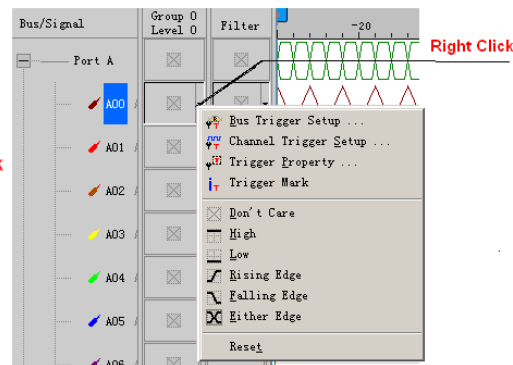 Bus/Signal
Group 0
Level 0
Filter
-20
Right Click
Port A
A00
Bus Trigger Setup ...
A01
Channel Trigger Setup ...
Trigger Property ...
Trigger Mark
A02
Don't Care
A03
High
Low
A04
Rising Edge
Falling Edge
A05
Either Edge
Reset
A06